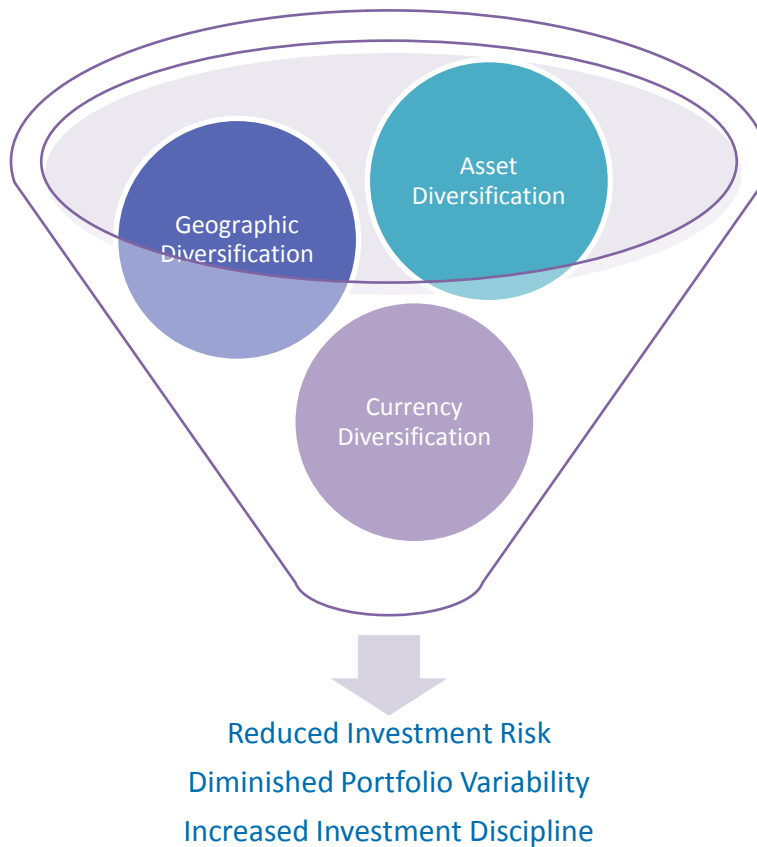 Asset
Diversification
Geographic
Diversification
Currency
Diversification
Reduced Investment Risk
Diminished Portfolio Variability
Increased Investment Discipline